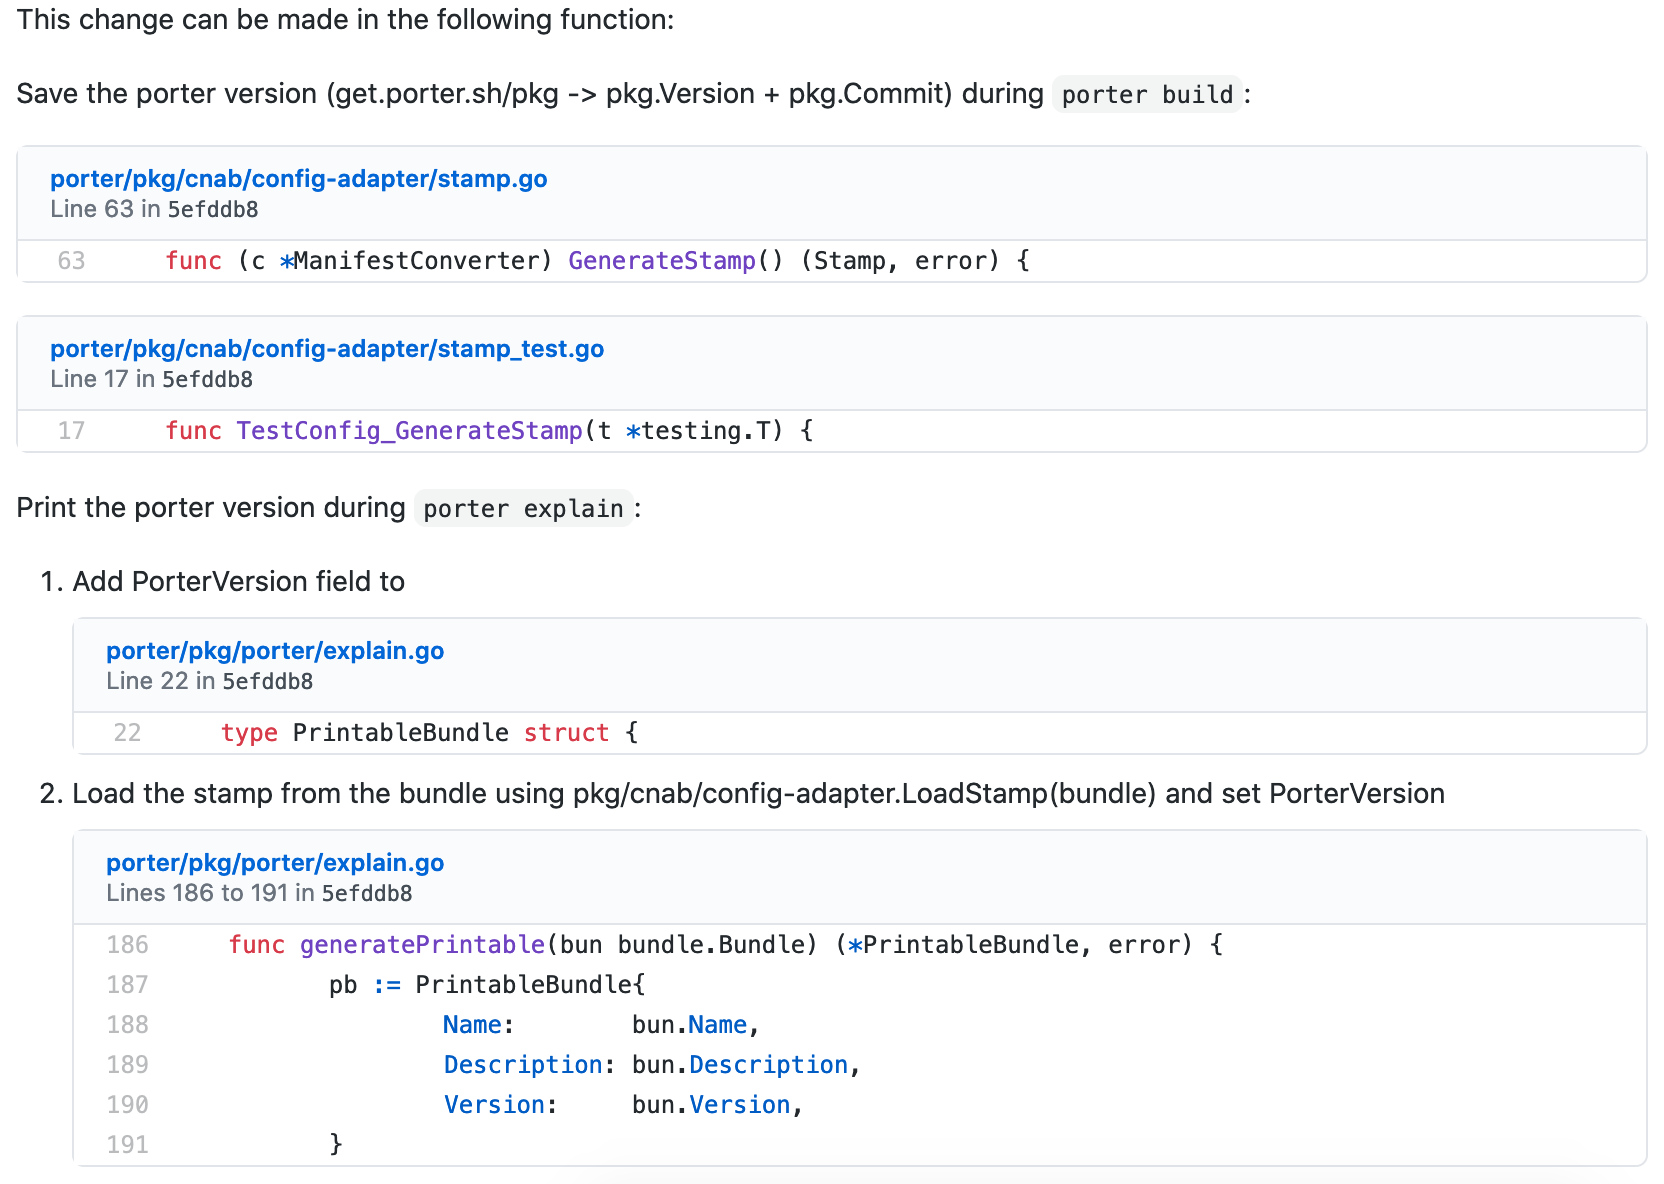 This change can be made in the following function:
Save the porter version (get.porter.sh/pkg -> pkg.Version + pkg.Commit) during porter build:
porter/pkg/cnab/config-adapter/stamp.go
Line 63 in 5efddb8
63 func (c *ManifestConverter) GenerateStamp() (Stamp, error) {
porter/pkg/cnab/config-adapter/stamp_test.go
Line 17 in 5efddb8
17 func TestConfig_GenerateStamp(t *testing.T) {
Print the porter version during porter explain:
1. Add PorterVersion field to
porter/pkg/porter/explain.go
Line 22 in 5efddb8
22 type PrintableBundle struct {
2. Load the stamp from the bundle using pkg/cnab/config-adapter.LoadStamp(bundle) and set PorterVersion
porter/pkg/porter/explain.go
Lines 186 to 191 in 5efddb8
186 func generatePrintable(bun bundle.Bundle) (*PrintableBundle, error) {
187 pb := PrintableBundle{
188 Name: bun.Name,
189 Description: bun.Description,
190 Version: bun.Version,
191 }